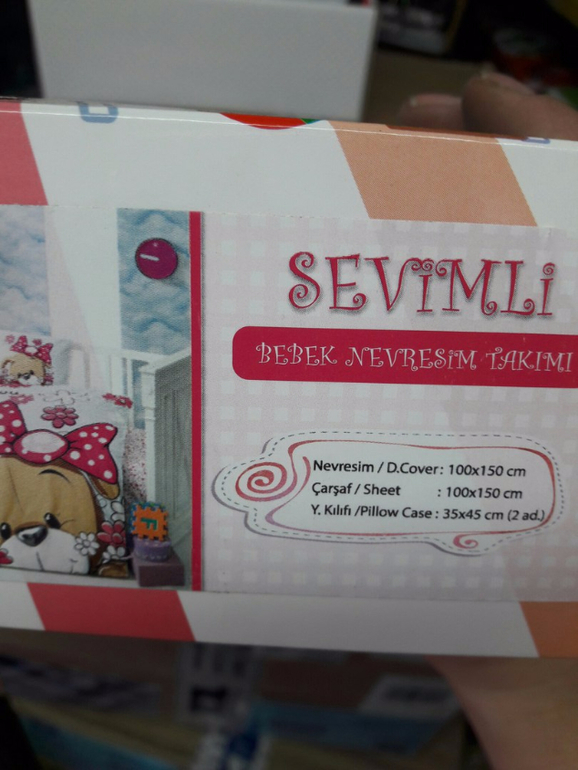 SEVİMLİ
BEBEK NEVRESİM TAKIMI
Nevresim / D.Cover : 100x150 cm
Çarşaf / Sheet : 100x150 cm
Y. Kılıfı /Pillow Case : 35x45 cm (2 ad.)
F